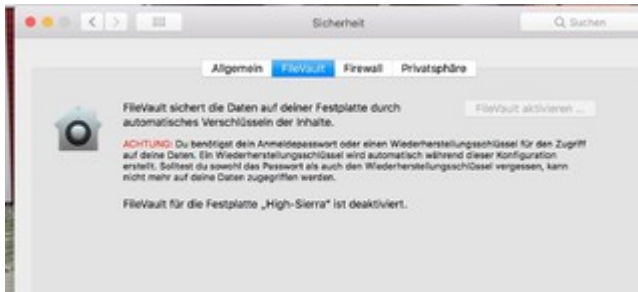 Sicherheit
Suchen
Allgemein FileVault Firewall Privatsphäre
FileVault sichert die Daten auf deiner Festplatte durch
automatisches Verschlüsseln der Inhalte.
FileVault aktivieren ...
ACHTUNG: Du benötigst dein Anmeldepasswort oder einen Wiederherstellungsschlüssel für den Zugriff
auf deine Daten. Ein Wiederherstellungsschlüssel wird automatisch während dieser Konfiguration
erstellt. Solltest du sowohl das Passwort als auch den Wiederherstellungsschlüssel vergessen, kann
nicht mehr auf deine Daten zugegriffen werden.
FileVault für die Festplatte „High-Sierra“ ist deaktiviert.